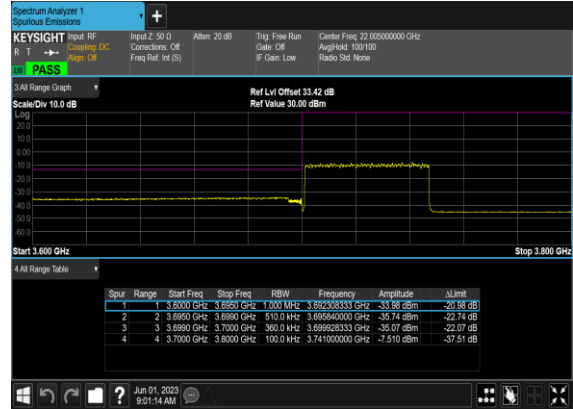 Spectrum Analyzer 1
Spurious Emissions
+
KEYSIGHT Input: RF Input Z: 50 Ω Atten: 20 dB Trig: Free Run Center Freq: 22.005000000 GHz
R T Coupling: DC Corrections: Off Gate: Off Avg|Hold: 100/100
Align: Off Freq Ref: Int (S) IF Gain: Low Radio Std: None
PASS
3 All Range Graph
Ref Lvl Offset 33.42 dB
Scale/Div 10.0 dB Ref Value 30.00 dBm
Log
20.0
10.0
0.00
-10.0
-20.0
-30.0
-40.0
-50.0
-60.0
Start 3.600 GHz Stop 3.800 GHz
4 All Range Table
Spur Range Start Freq Stop Freq RBW Frequency Amplitude ΔLimit
1 1 3.6000 GHz 3.6950 GHz 1.000 MHz 3.692308333 GHz -33.98 dBm -20.98 dB
2 2 3.6950 GHz 3.6990 GHz 510.0 kHz 3.695840000 GHz -35.74 dBm -22.74 dB
3 3 3.6990 GHz 3.7000 GHz 360.0 kHz 3.699928333 GHz -35.07 dBm -22.07 dB
4 4 3.7000 GHz 3.8000 GHz 100.0 kHz 3.741000000 GHz -7.510 dBm -37.51 dB
? Jun 01, 2023
9:01:14 AM